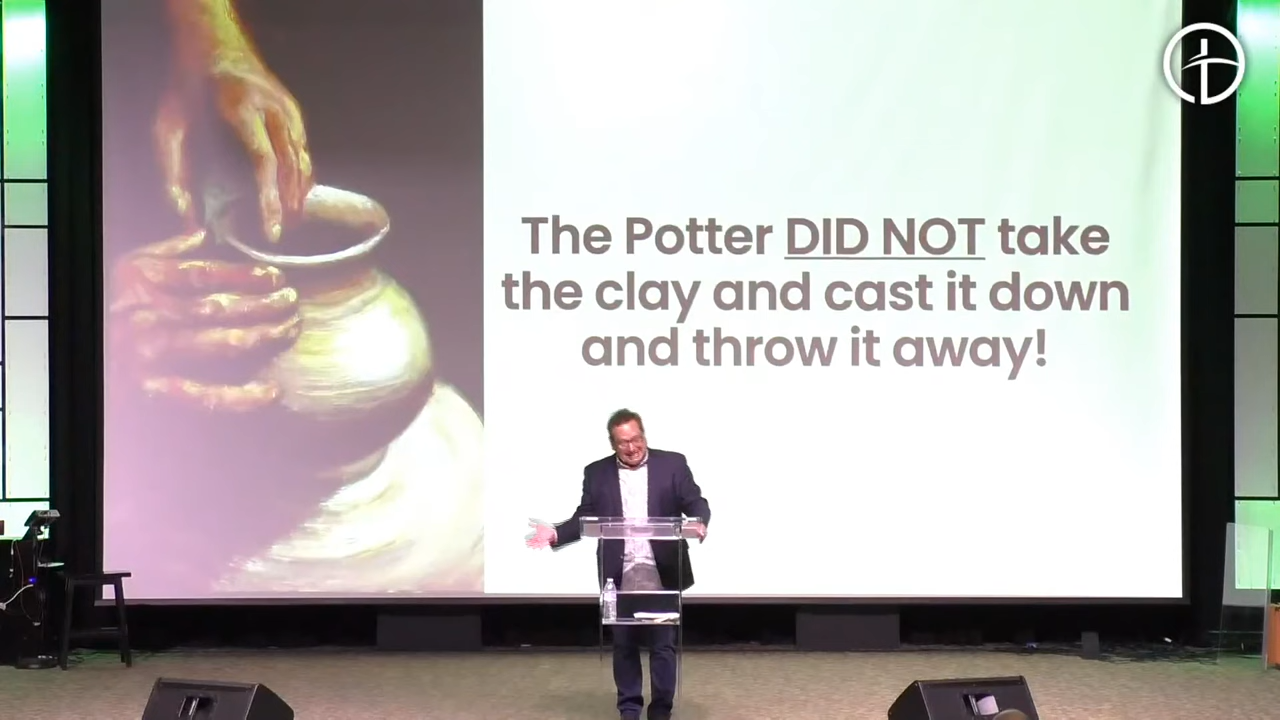 The Potter DID NOT take
the clay and cast it down
and throw it away!